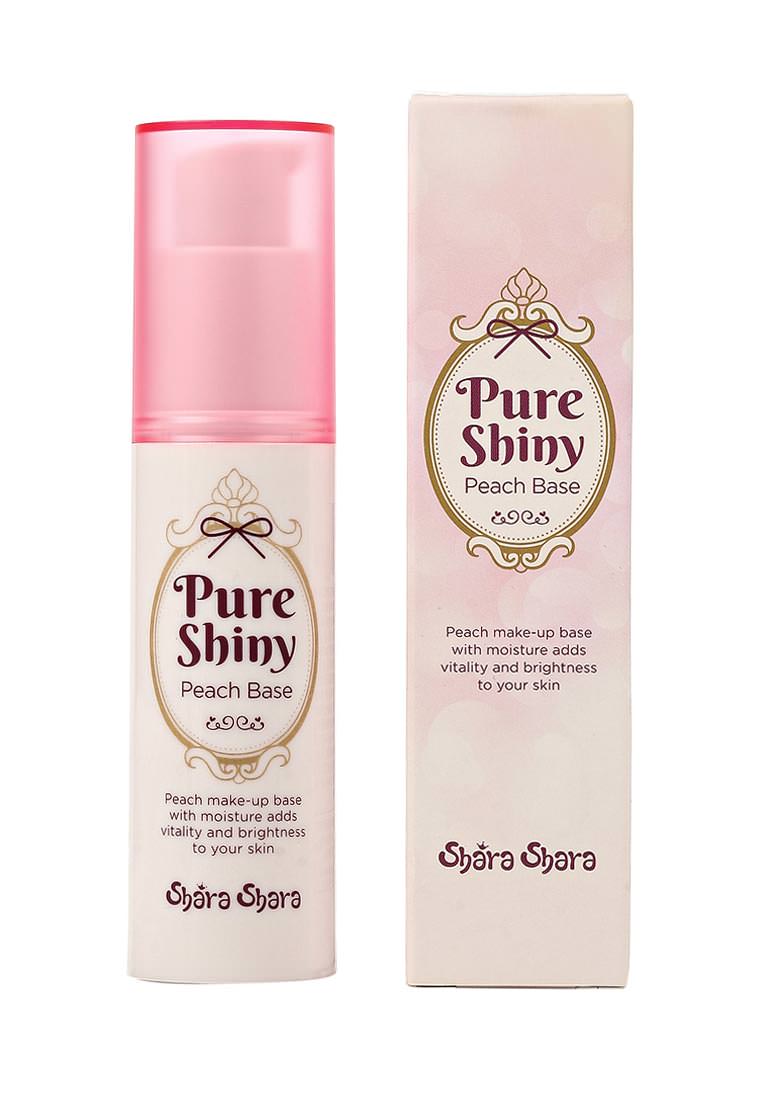 Pure
Shiny
Peach Base
Peach make-up base
with moisture adds
vitality and brightness
to your skin
Shara Shara
Pure
Shiny
Peach Base
Peach make-up base
with moisture adds
vitality and brightness
to your skin
Shara Shara